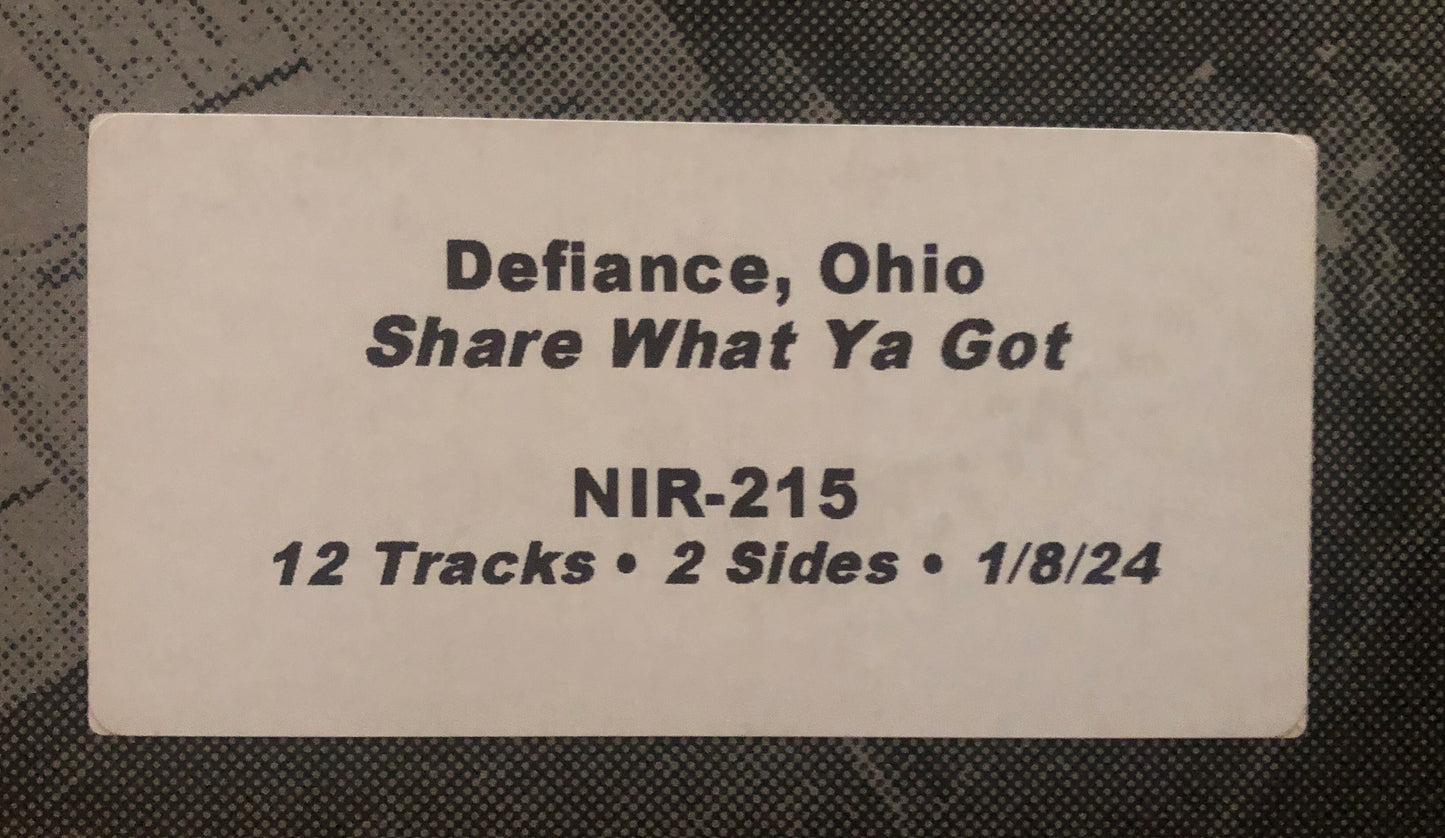 Defiance, Ohio
Share What Ya Got
NIR-215
12 Tracks • 2 Sides • 1/8/24